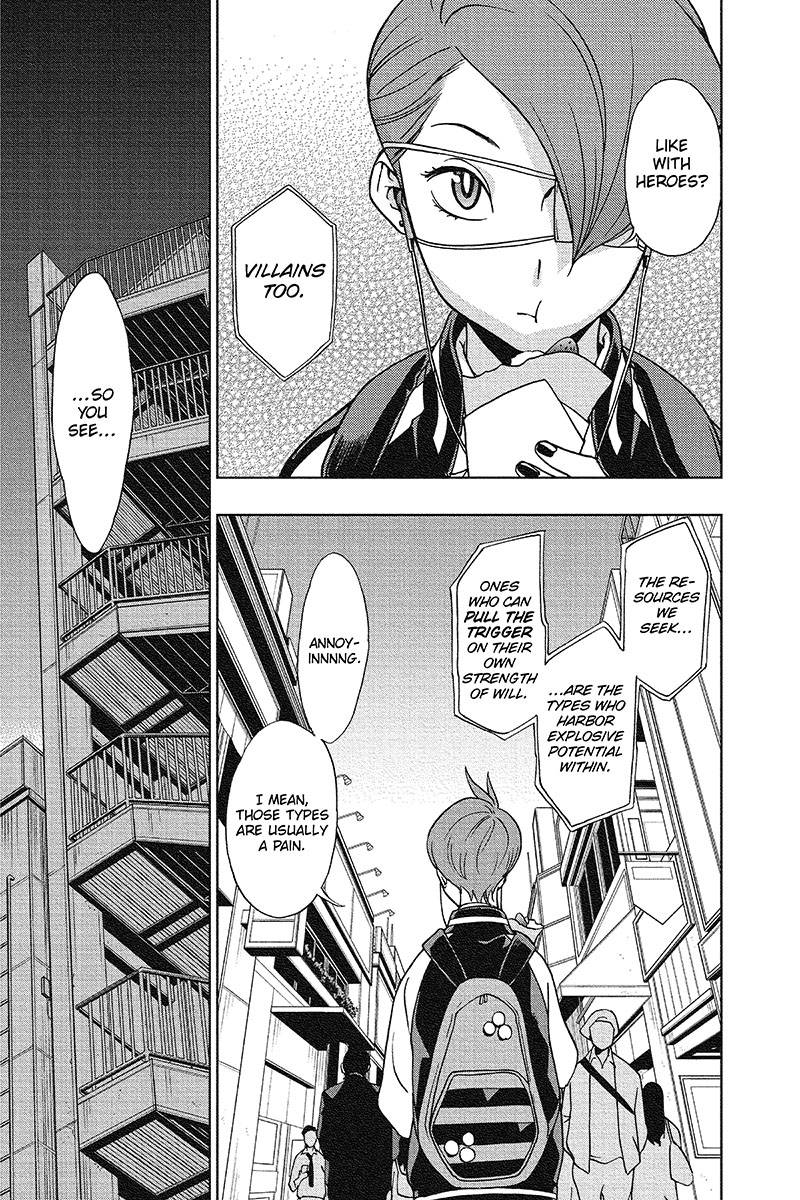 LIKE
WITH
HEROES?
VILLAINS
TOO.
THE RE-
SOURCES
WE
SEEK...
...ARE THE
TYPES WHO
HARBOR
EXPLOSIVE
POTENTIAL
WITHIN.
ONES
WHO CAN
PULL THE
TRIGGER
ON THEIR
OWN
STRENGTH
OF WILL.
ANNOY-
INNNNG.
I MEAN,
THOSE TYPES
ARE USUALLY
A PAIN.
...SO
YOU
SEE...